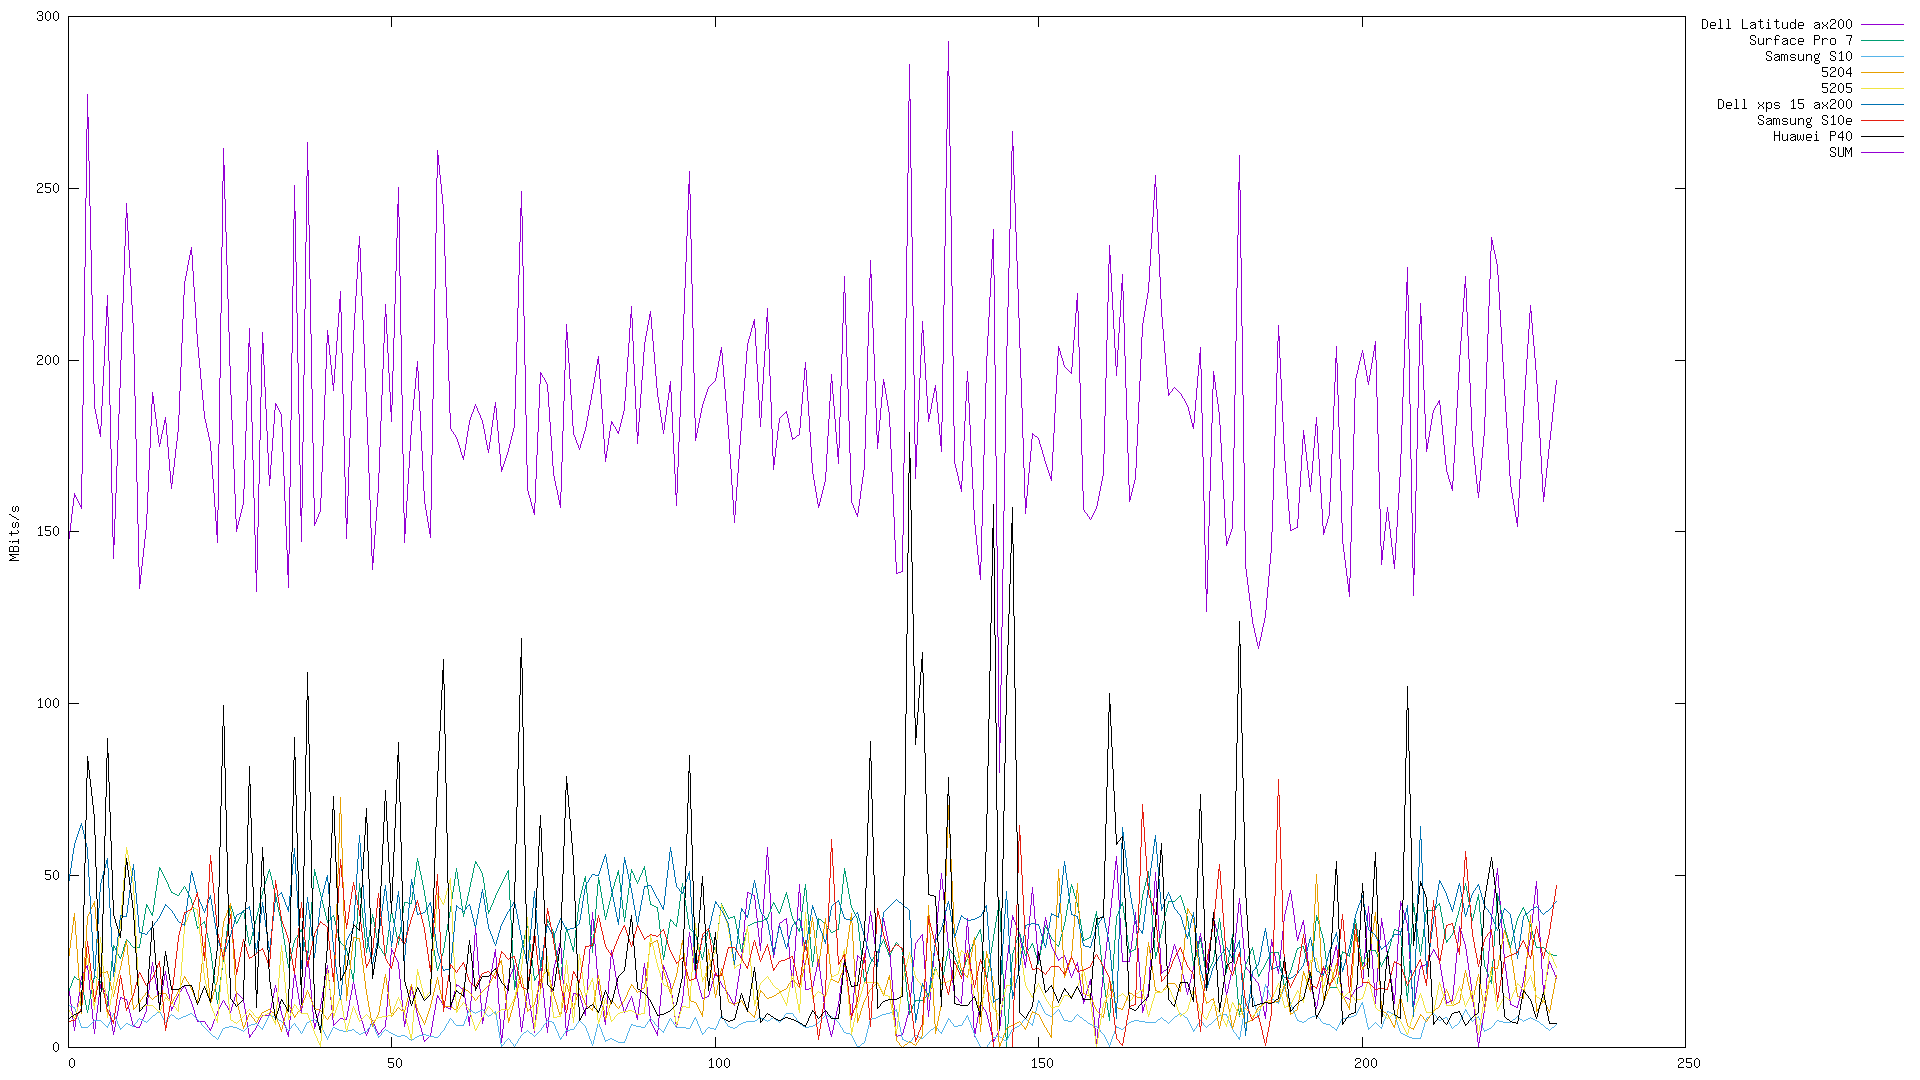 300
250
200
150
100
50
0
MBits/s
0 50 100 150 200 250
Dell Latitude ax200
Surface Pro 7
Samsung S10
5204
5205
Dell xps 15 ax200
Samsung S10e
Huawei P40
SUM